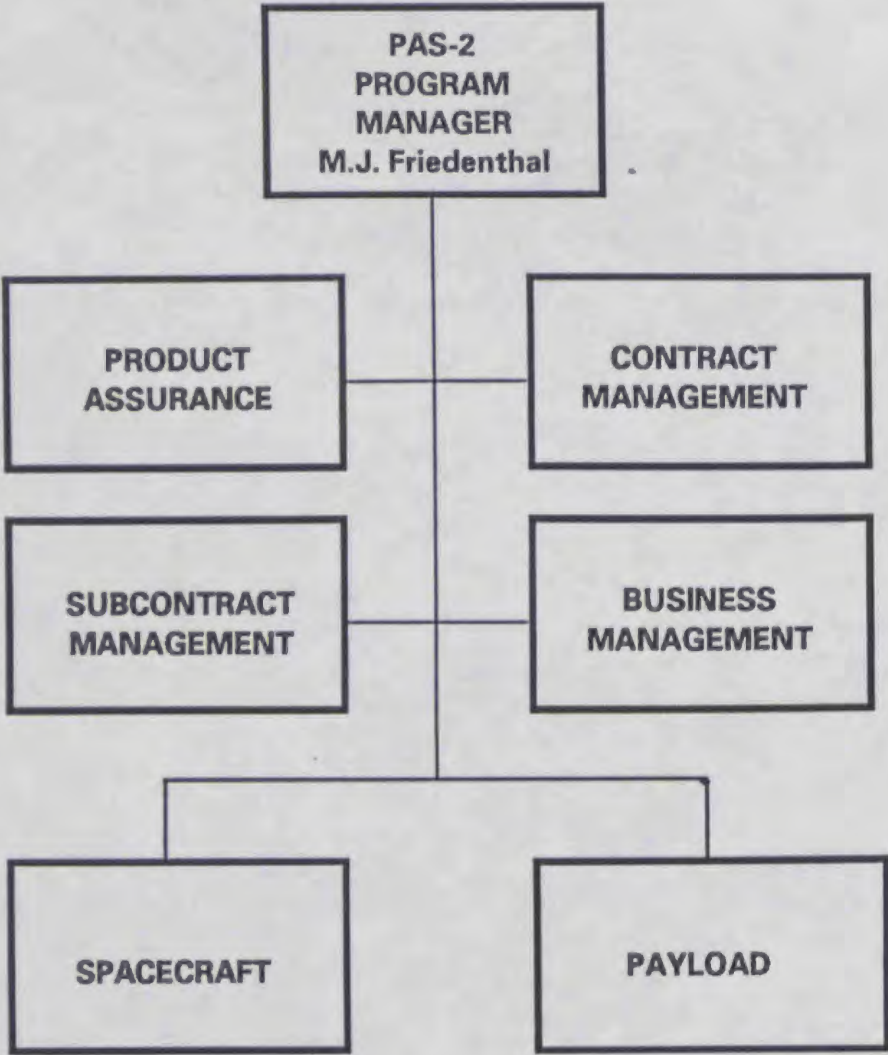 PAS-2
PROGRAM
MANAGER
M.J. Friedenthal
PRODUCT
ASSURANCE
CONTRACT
MANAGEMENT
SUBCONTRACT
MANAGEMENT
BUSINESS
MANAGEMENT
SPACECRAFT
PAYLOAD